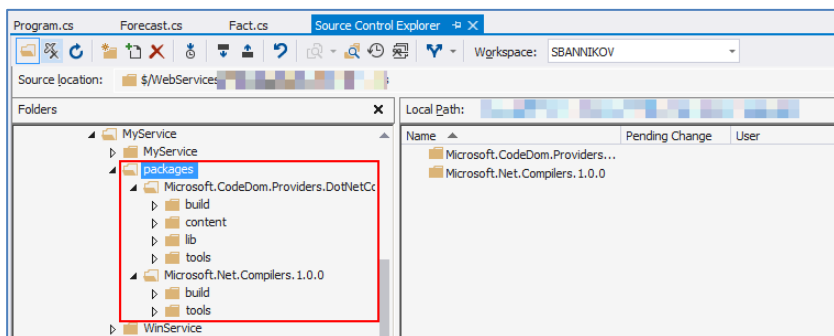 Program.cs Forecast.cs Fact.cs Source Control Explorer
Workspace: SBANNIKOV
Source location: $/WebServices
Folders
Local Path:
MyService
MyService
packages
Microsoft.CodeDom.Providers.DotNetCo
build
content
lib
tools
Microsoft.Net.Compilers.1.0.0
build
tools
WinService
Name Pending Change User
Microsoft.CodeDom.Providers...
Microsoft.Net.Compilers.1.0.0